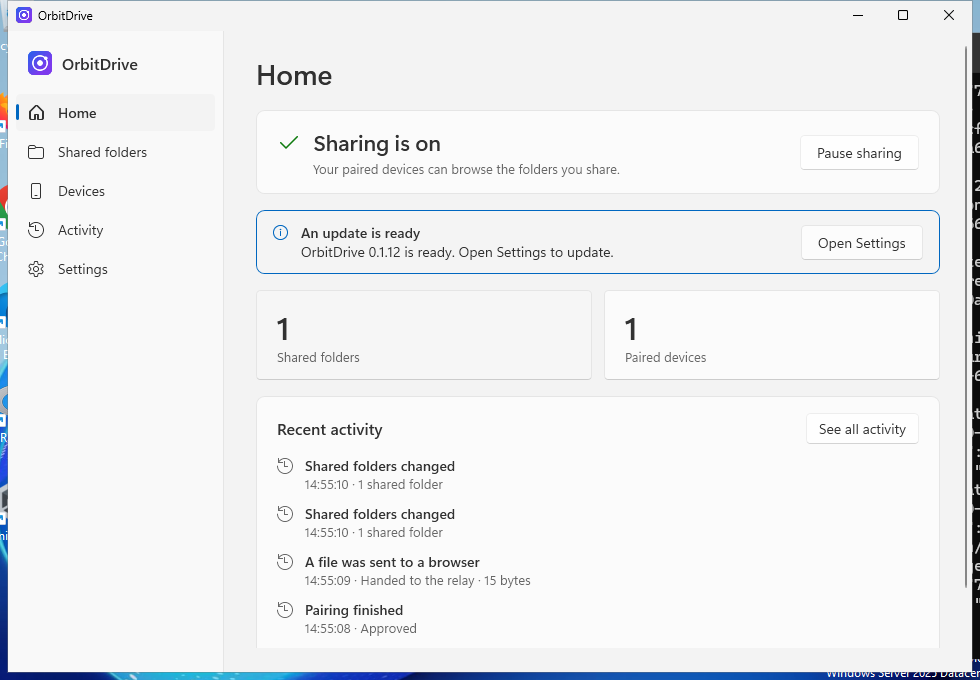 OrbitDrive
OrbitDrive
Home
Shared folders
Devices
Activity
Settings
Home
Sharing is on
Your paired devices can browse the folders you share.
Pause sharing
An update is ready
OrbitDrive 0.1.12 is ready. Open Settings to update.
Open Settings
1
Shared folders
1
Paired devices
Recent activity
See all activity
Shared folders changed
14:55:10 · 1 shared folder
Shared folders changed
14:55:10 · 1 shared folder
A file was sent to a browser
14:55:09 · Handed to the relay · 15 bytes
Pairing finished
14:55:08 · Approved
Windows Server 2025 Datacen